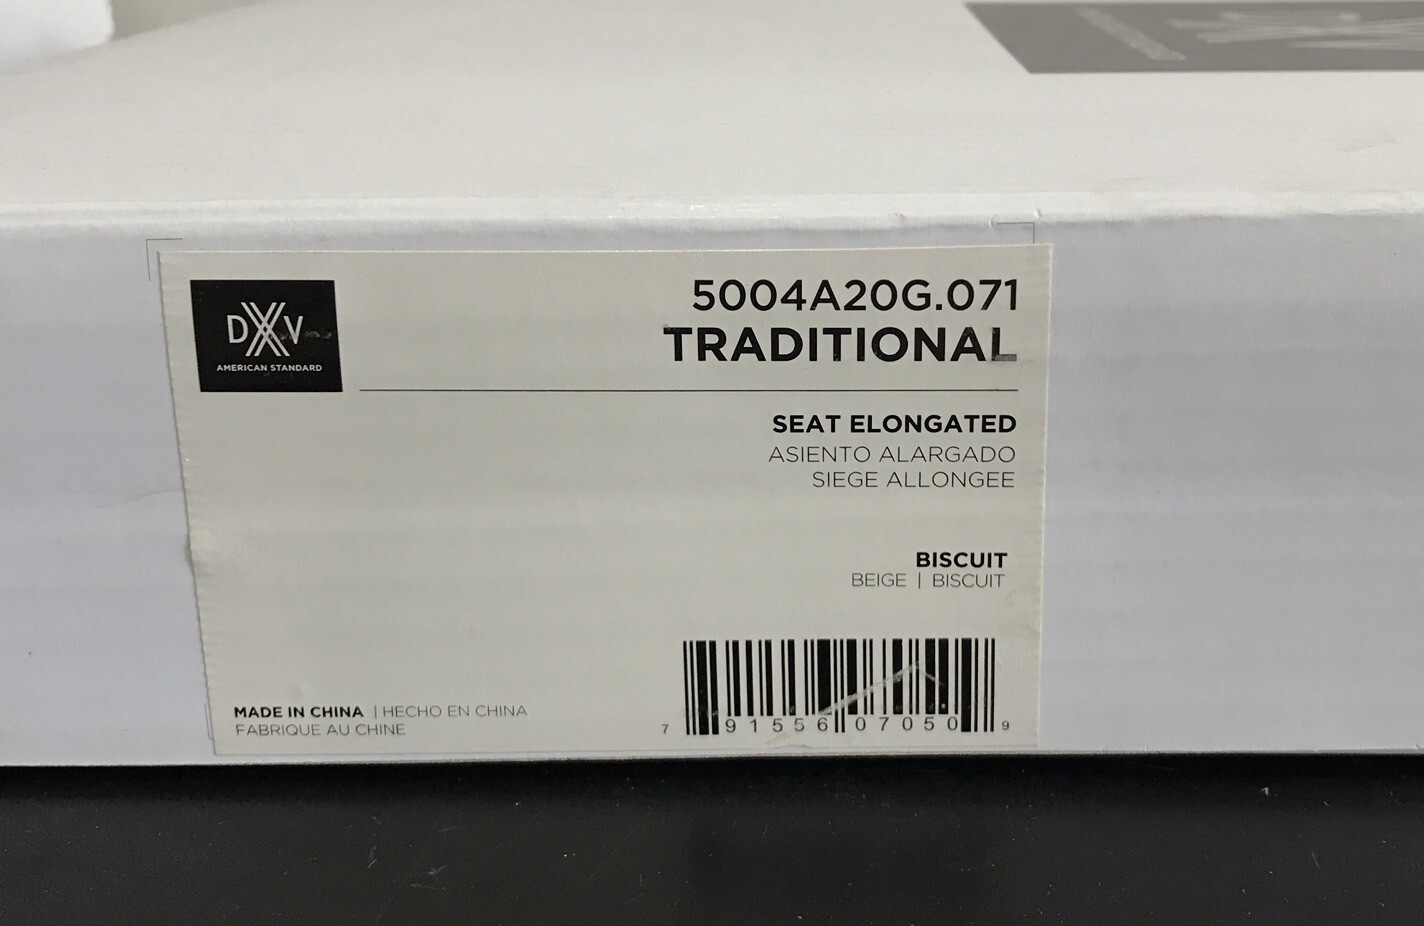 DXV
AMERICAN STANDARD
5004A20G.071
TRADITIONAL
SEAT ELONGATED
ASIENTO ALARGADO
SIEGE ALLONGEE
BISCUIT
BEIGE | BISCUIT
MADE IN CHINA | HECHO EN CHINA
FABRIQUE AU CHINE
7 91556 07050 9